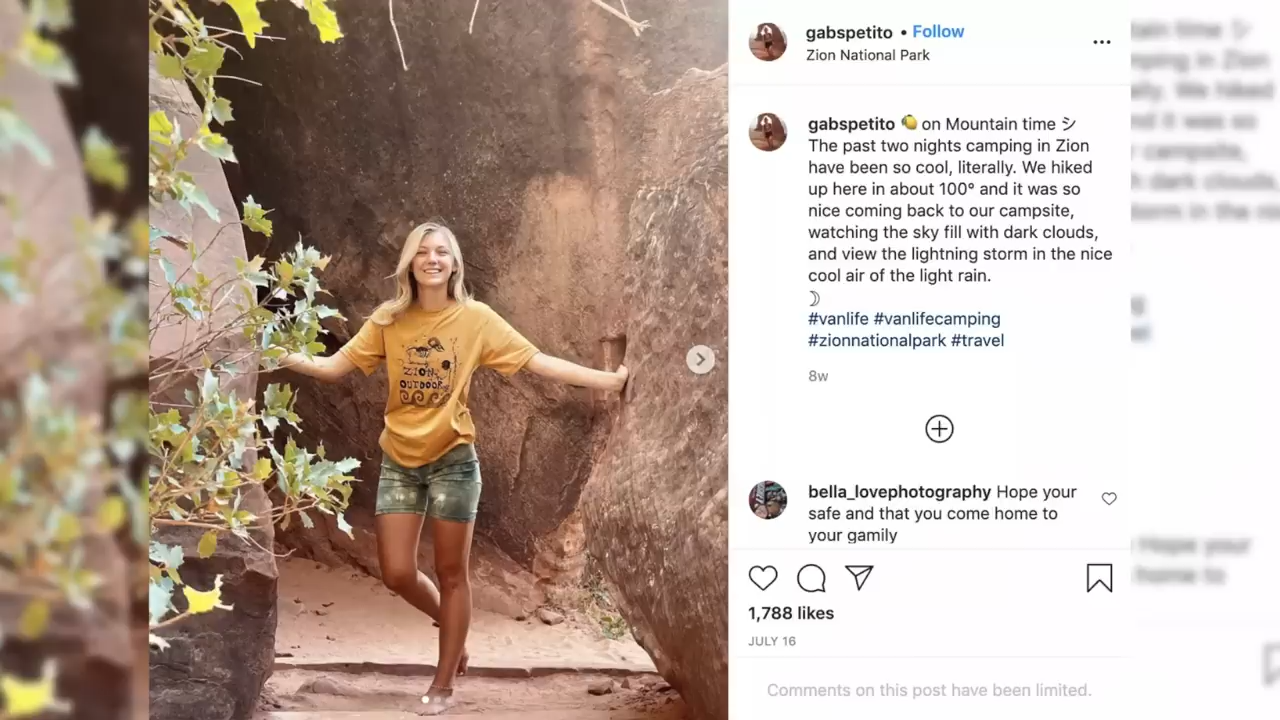 gabspetito • Follow
Zion National Park
gabspetito 🍋 on Mountain time シ
The past two nights camping in Zion
have been so cool, literally. We hiked
up here in about 100° and it was so
nice coming back to our campsite,
watching the sky fill with dark clouds,
and view the lightning storm in the nice
cool air of the light rain.
☽
#vanlife #vanlifecamping
#zionnationalpark #travel
8w
bella_lovephotography Hope your
safe and that you come home to
your gamily
1,788 likes
JULY 16
Comments on this post have been limited.
ZION
OUTDOOR